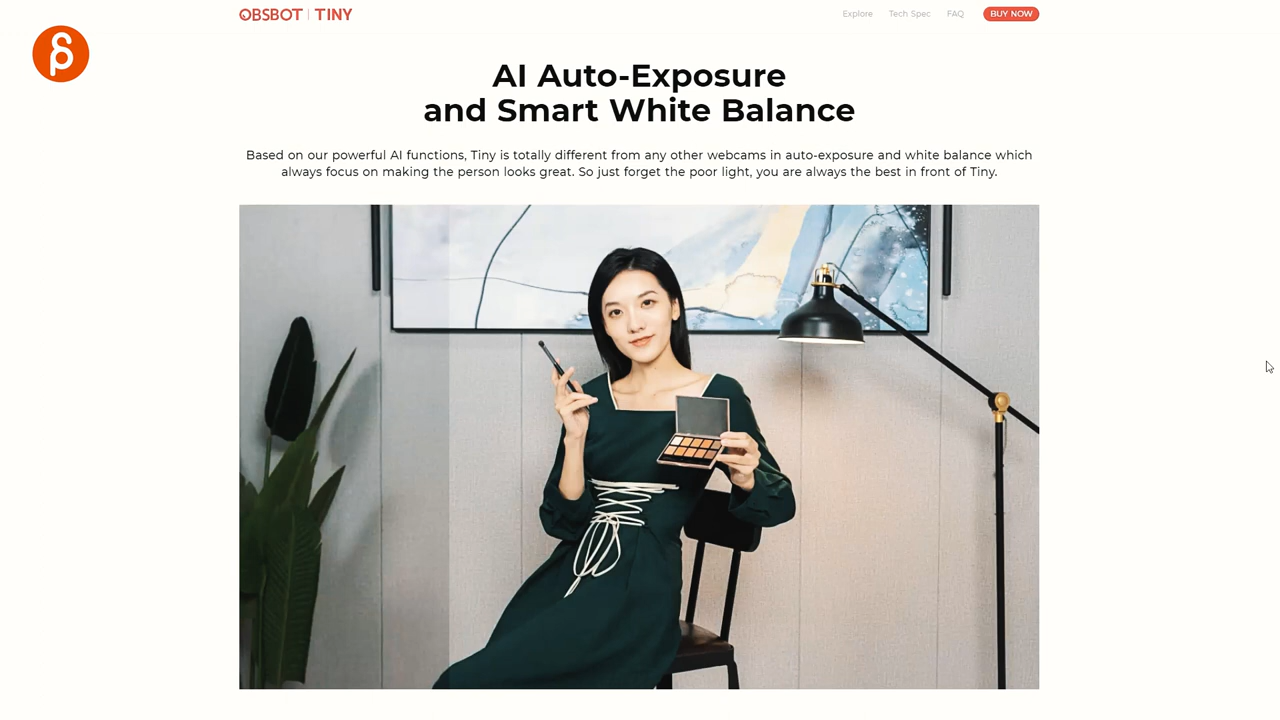 OBSBOT | TINY
Explore
Tech Spec
FAQ
BUY NOW
AI Auto-Exposure
and Smart White Balance
Based on our powerful AI functions, Tiny is totally different from any other webcams in auto-exposure and white balance which
always focus on making the person looks great. So just forget the poor light, you are always the best in front of Tiny.